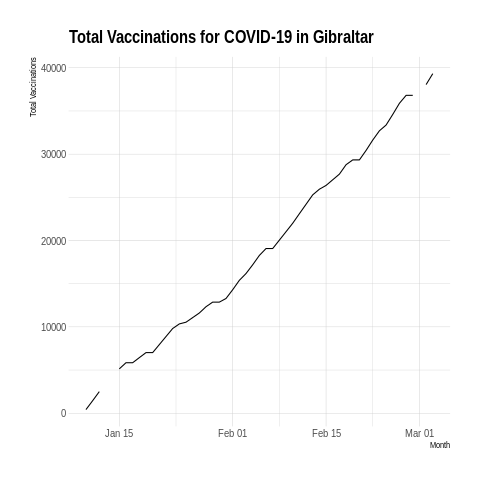 Total Vaccinations for COVID-19 in Gibraltar
Total Vaccinations
40000
30000
20000
10000
0
Jan 15 Feb 01 Feb 15 Mar 01
Month